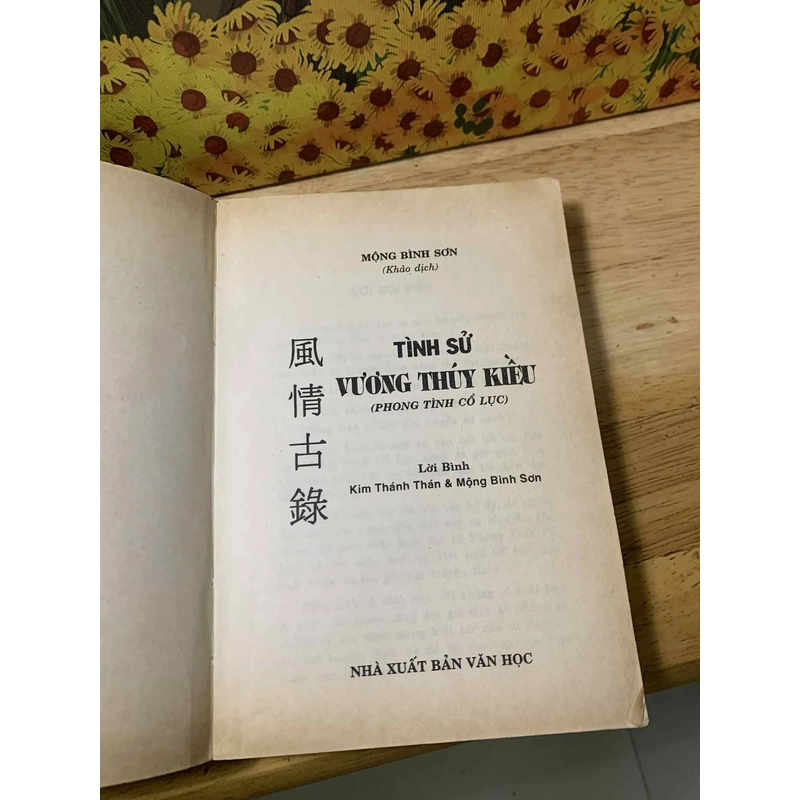 MỘNG BÌNH SƠN
(Khảo dịch)
風情古錄
TÌNH SỬ
VƯƠNG THÚY KIỀU
(PHONG TÌNH CỔ LỤC)
Lời Bình
Kim Thánh Thán & Mộng Bình Sơn
NHÀ XUẤT BẢN VĂN HỌC